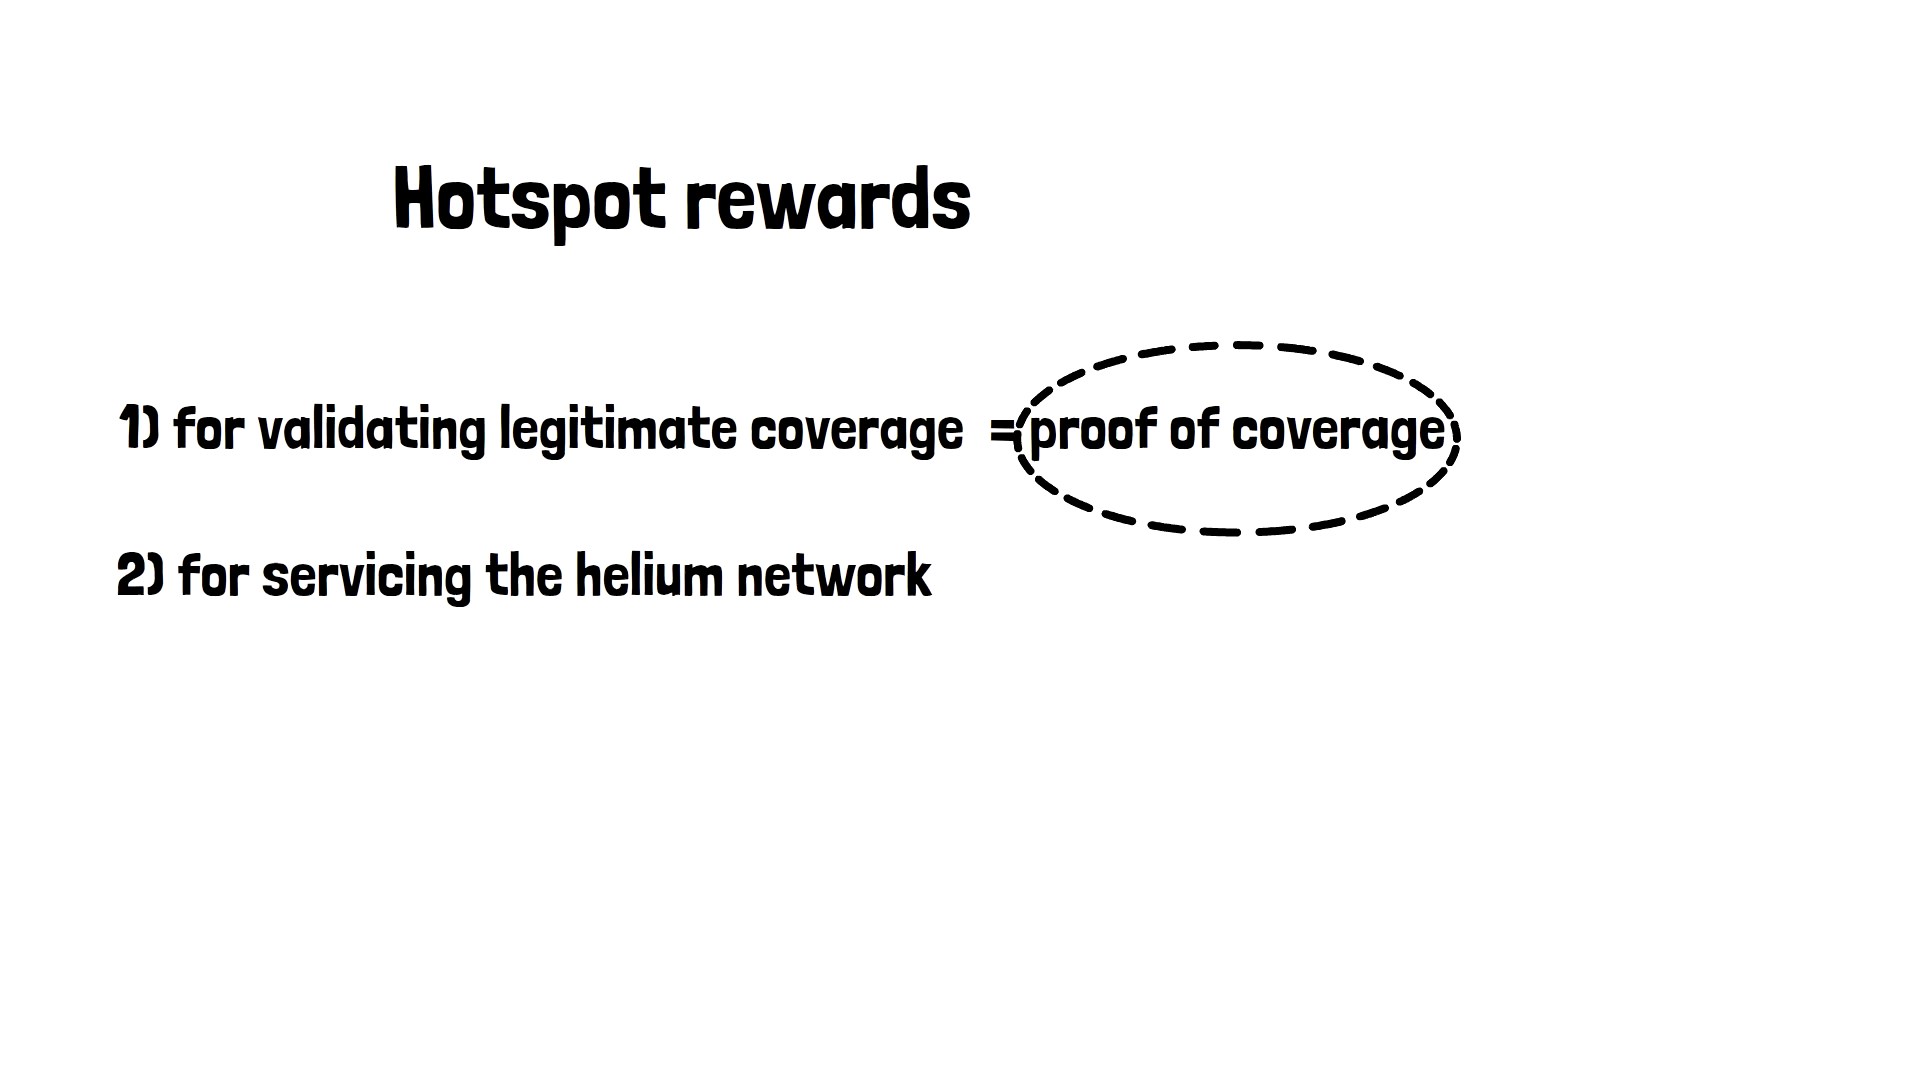 Hotspot rewards
1) for validating legitimate coverage = proof of coverage
2) for servicing the helium network